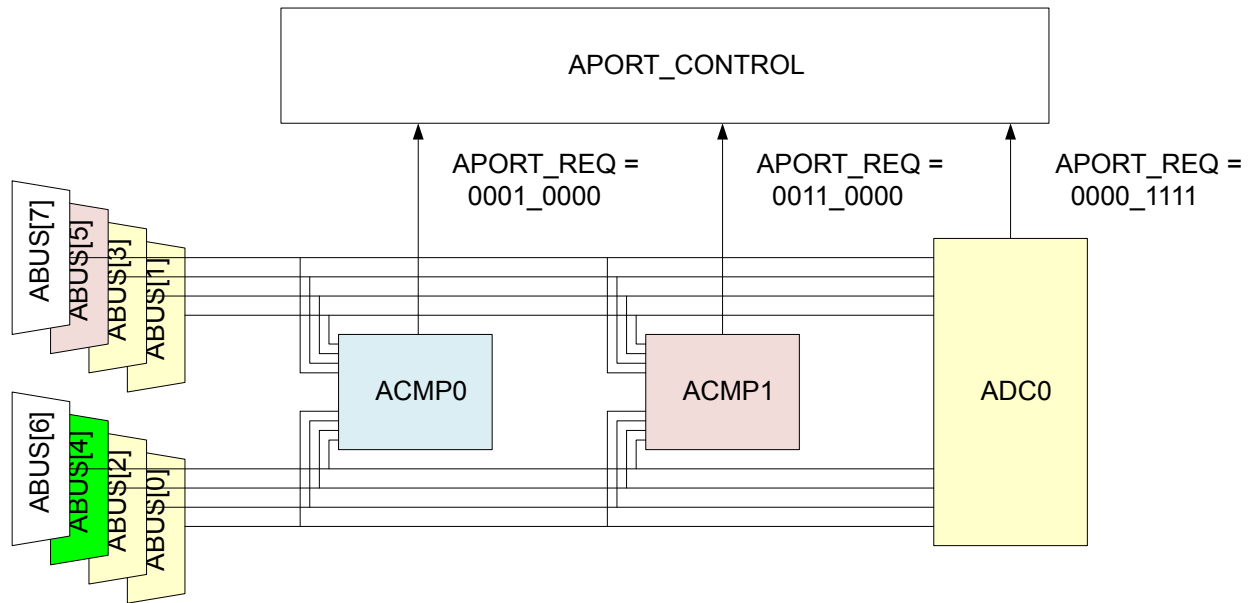 APORT_CONTROL
APORT_REQ =
0001_0000
APORT_REQ =
0011_0000
APORT_REQ =
0000_1111
ABUS[7]
ABUS[5]
ABUS[3]
ABUS[1]
ACMP0
ACMP1
ADC0
ABUS[6]
ABUS[4]
ABUS[2]
ABUS[0]